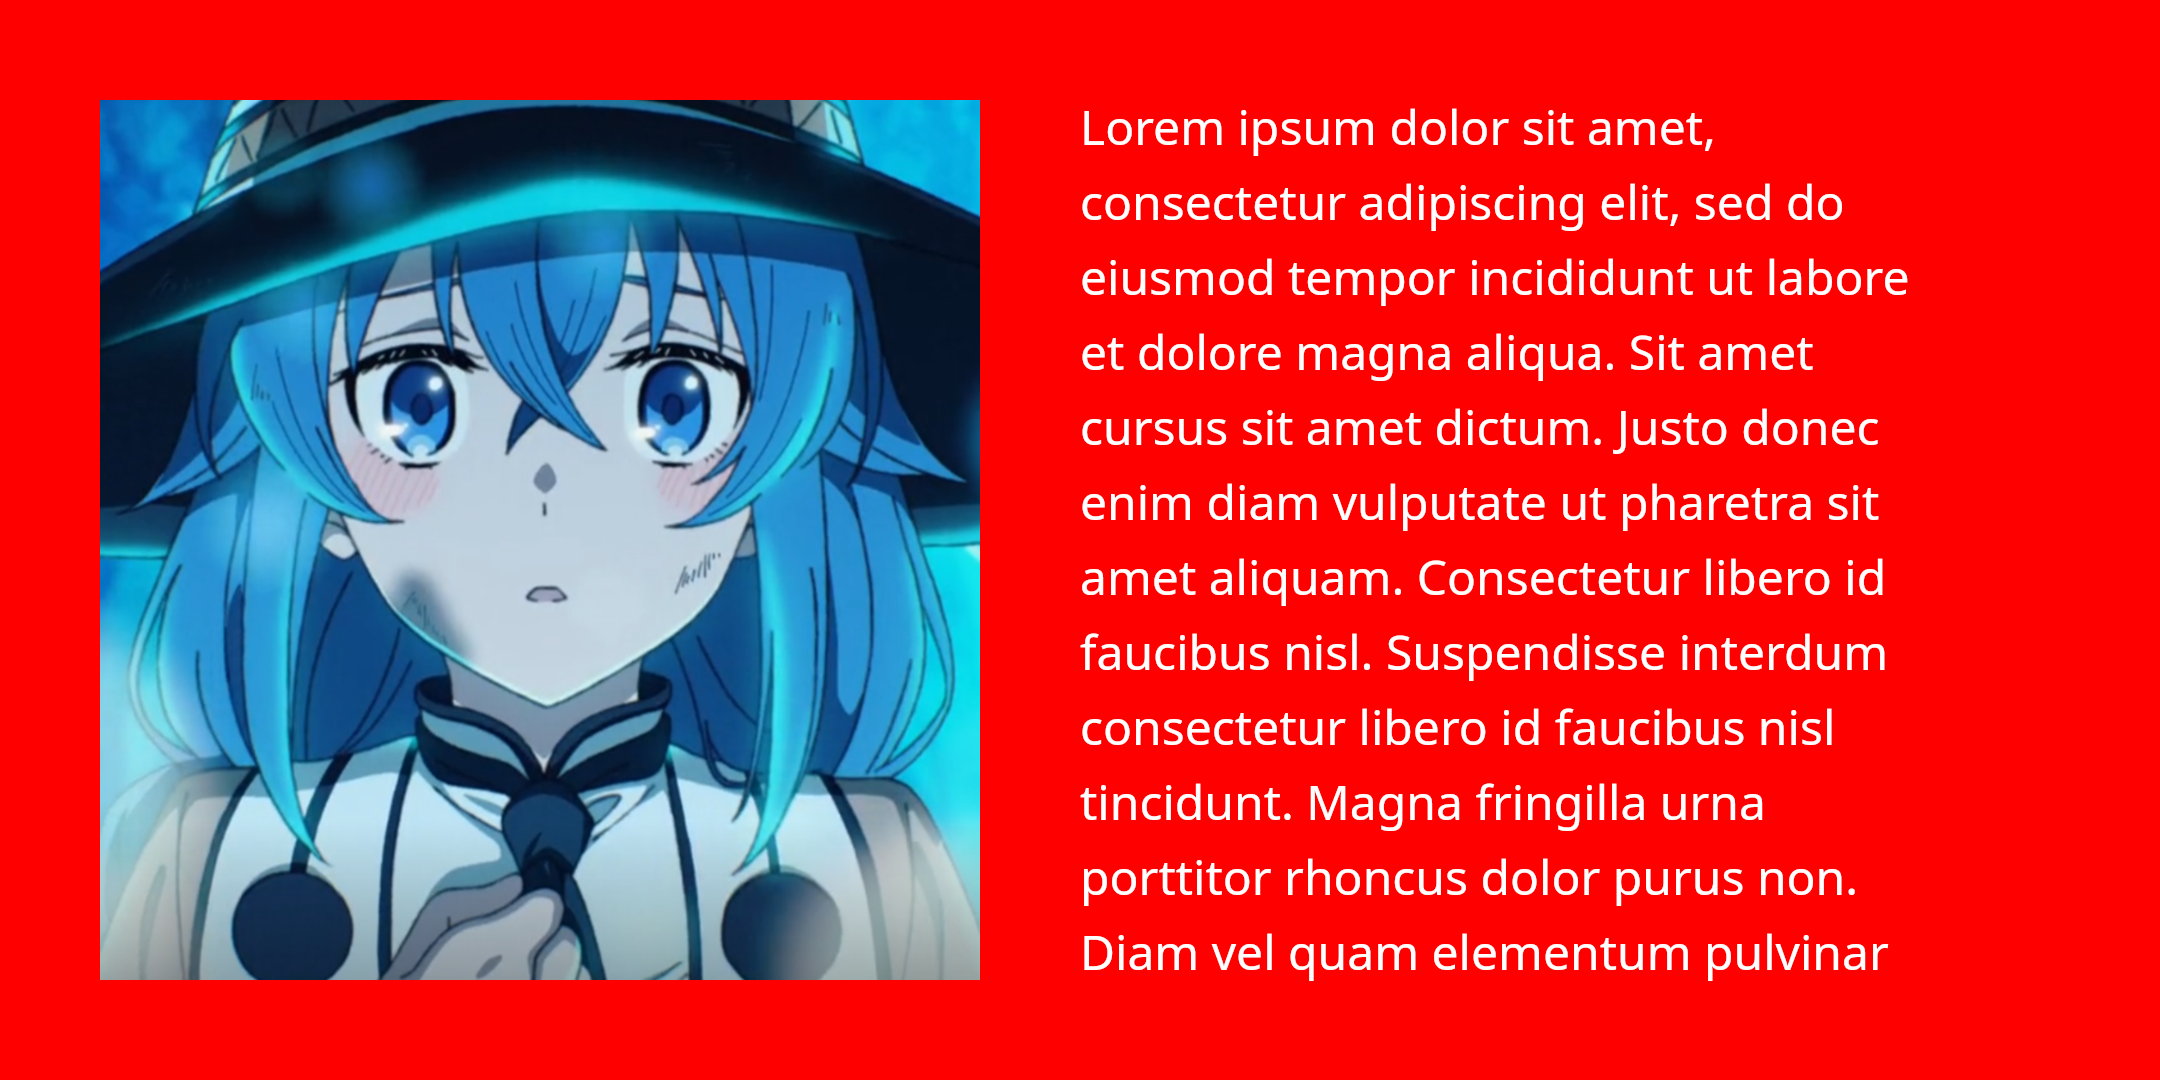 Lorem ipsum dolor sit amet,
consectetur adipiscing elit, sed do
eiusmod tempor incididunt ut labore
et dolore magna aliqua. Sit amet
cursus sit amet dictum. Justo donec
enim diam vulputate ut pharetra sit
amet aliquam. Consectetur libero id
faucibus nisl. Suspendisse interdum
consectetur libero id faucibus nisl
tincidunt. Magna fringilla urna
porttitor rhoncus dolor purus non.
Diam vel quam elementum pulvinar